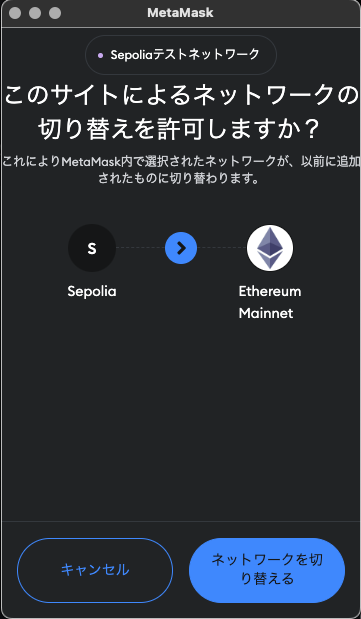 MetaMask
Sepoliaテストネットワーク
このサイトによるネットワークの
切り替えを許可しますか？
これによりMetaMask内で選択されたネットワークが、以前に追加
されたものに切り替わります。
S
Sepolia
Ethereum
Mainnet
キャンセル
ネットワークを切
り替える